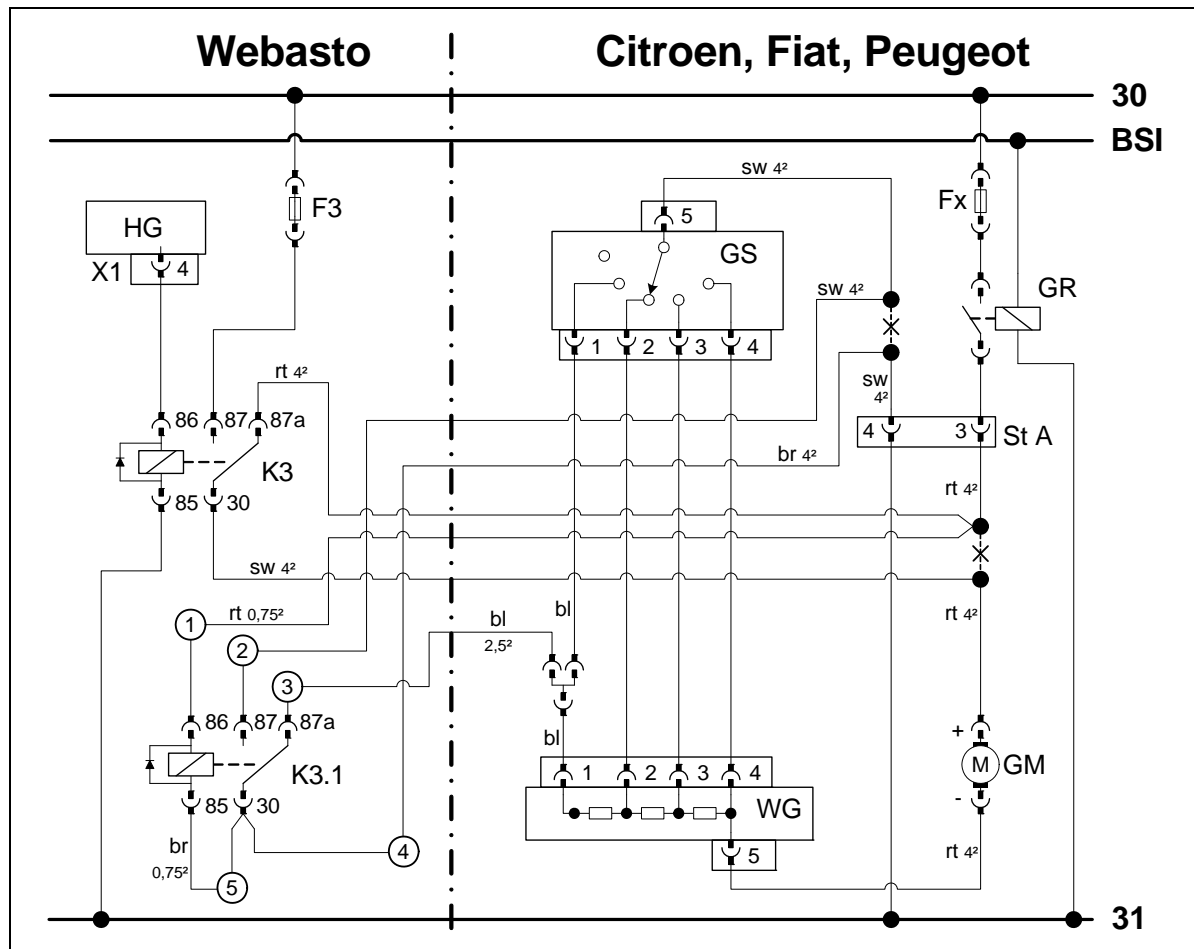 Webasto
Citroen, Fiat, Peugeot
30
BSI
sw 4²
F3
Fx
HG
5
GS
X1
4
GR
sw 4²
1 2 3 4
rt 4²
sw
4²
86 87 87a
4 3 St A
br 4²
K3
85 30
rt 4²
sw 4²
rt 0,75²
bl
bl
2,5²
rt 4²
1
2
3
86 87 87a
bl
+
K3.1
1 2 3 4
M
GM
85 30
-
WG
br
0,75²
4
5
rt 4²
5
31